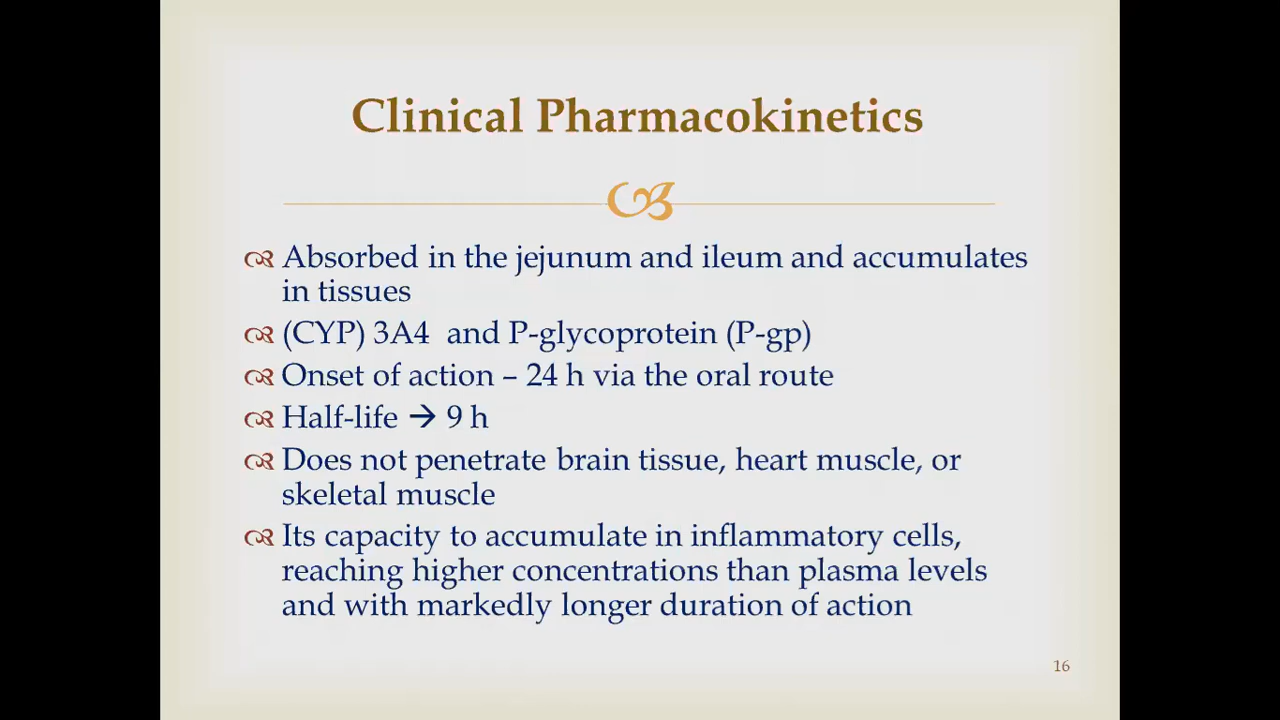 Clinical Pharmacokinetics
Absorbed in the jejunum and ileum and accumulates
in tissues
(CYP) 3A4  and P-glycoprotein (P-gp)
Onset of action – 24 h via the oral route
Half-life → 9 h
Does not penetrate brain tissue, heart muscle, or
skeletal muscle
Its capacity to accumulate in inflammatory cells,
reaching higher concentrations than plasma levels
and with markedly longer duration of action
16